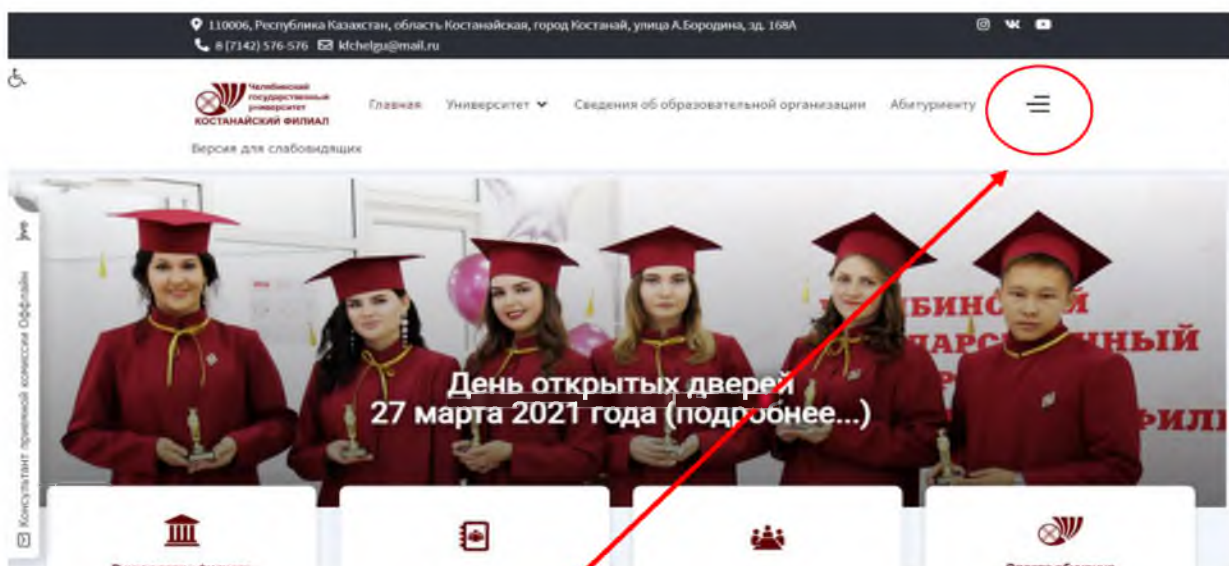 110006, Республика Казахстан, область Костанайская, город Костанай, улица А.Бородина, зд. 168А
8 (7142) 576-576 kfchelgu@mail.ru
Челябинский
государственный
университет
КОСТАНАЙСКИЙ ФИЛИАЛ
Главная Университет Сведения об образовательной организации Абитуриенту
Версия для слабовидящих
jivo
Консультант приемной комиссии Оффлайн
День открытых дверей
27 марта 2021 года (подробнее...)